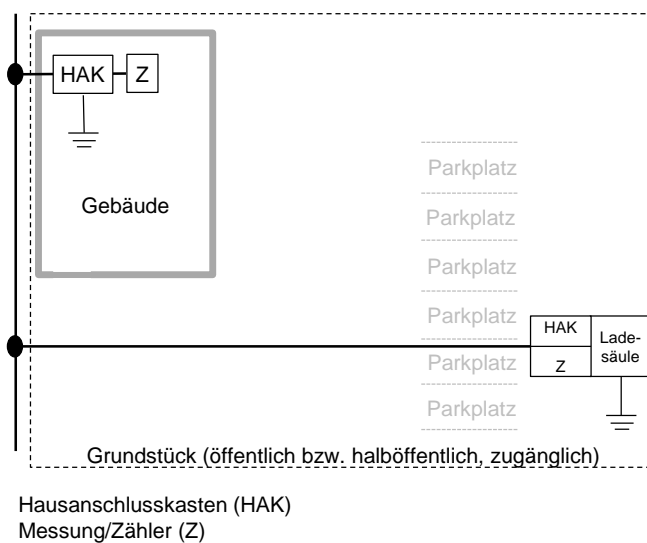 HAK Z
Gebäude
Parkplatz
Parkplatz
Parkplatz
Parkplatz
HAK
Z
Lade-
säule
Parkplatz
Parkplatz
Grundstück (öffentlich bzw. halböffentlich, zugänglich)
Hausanschlusskasten (HAK)
Messung/Zähler (Z)